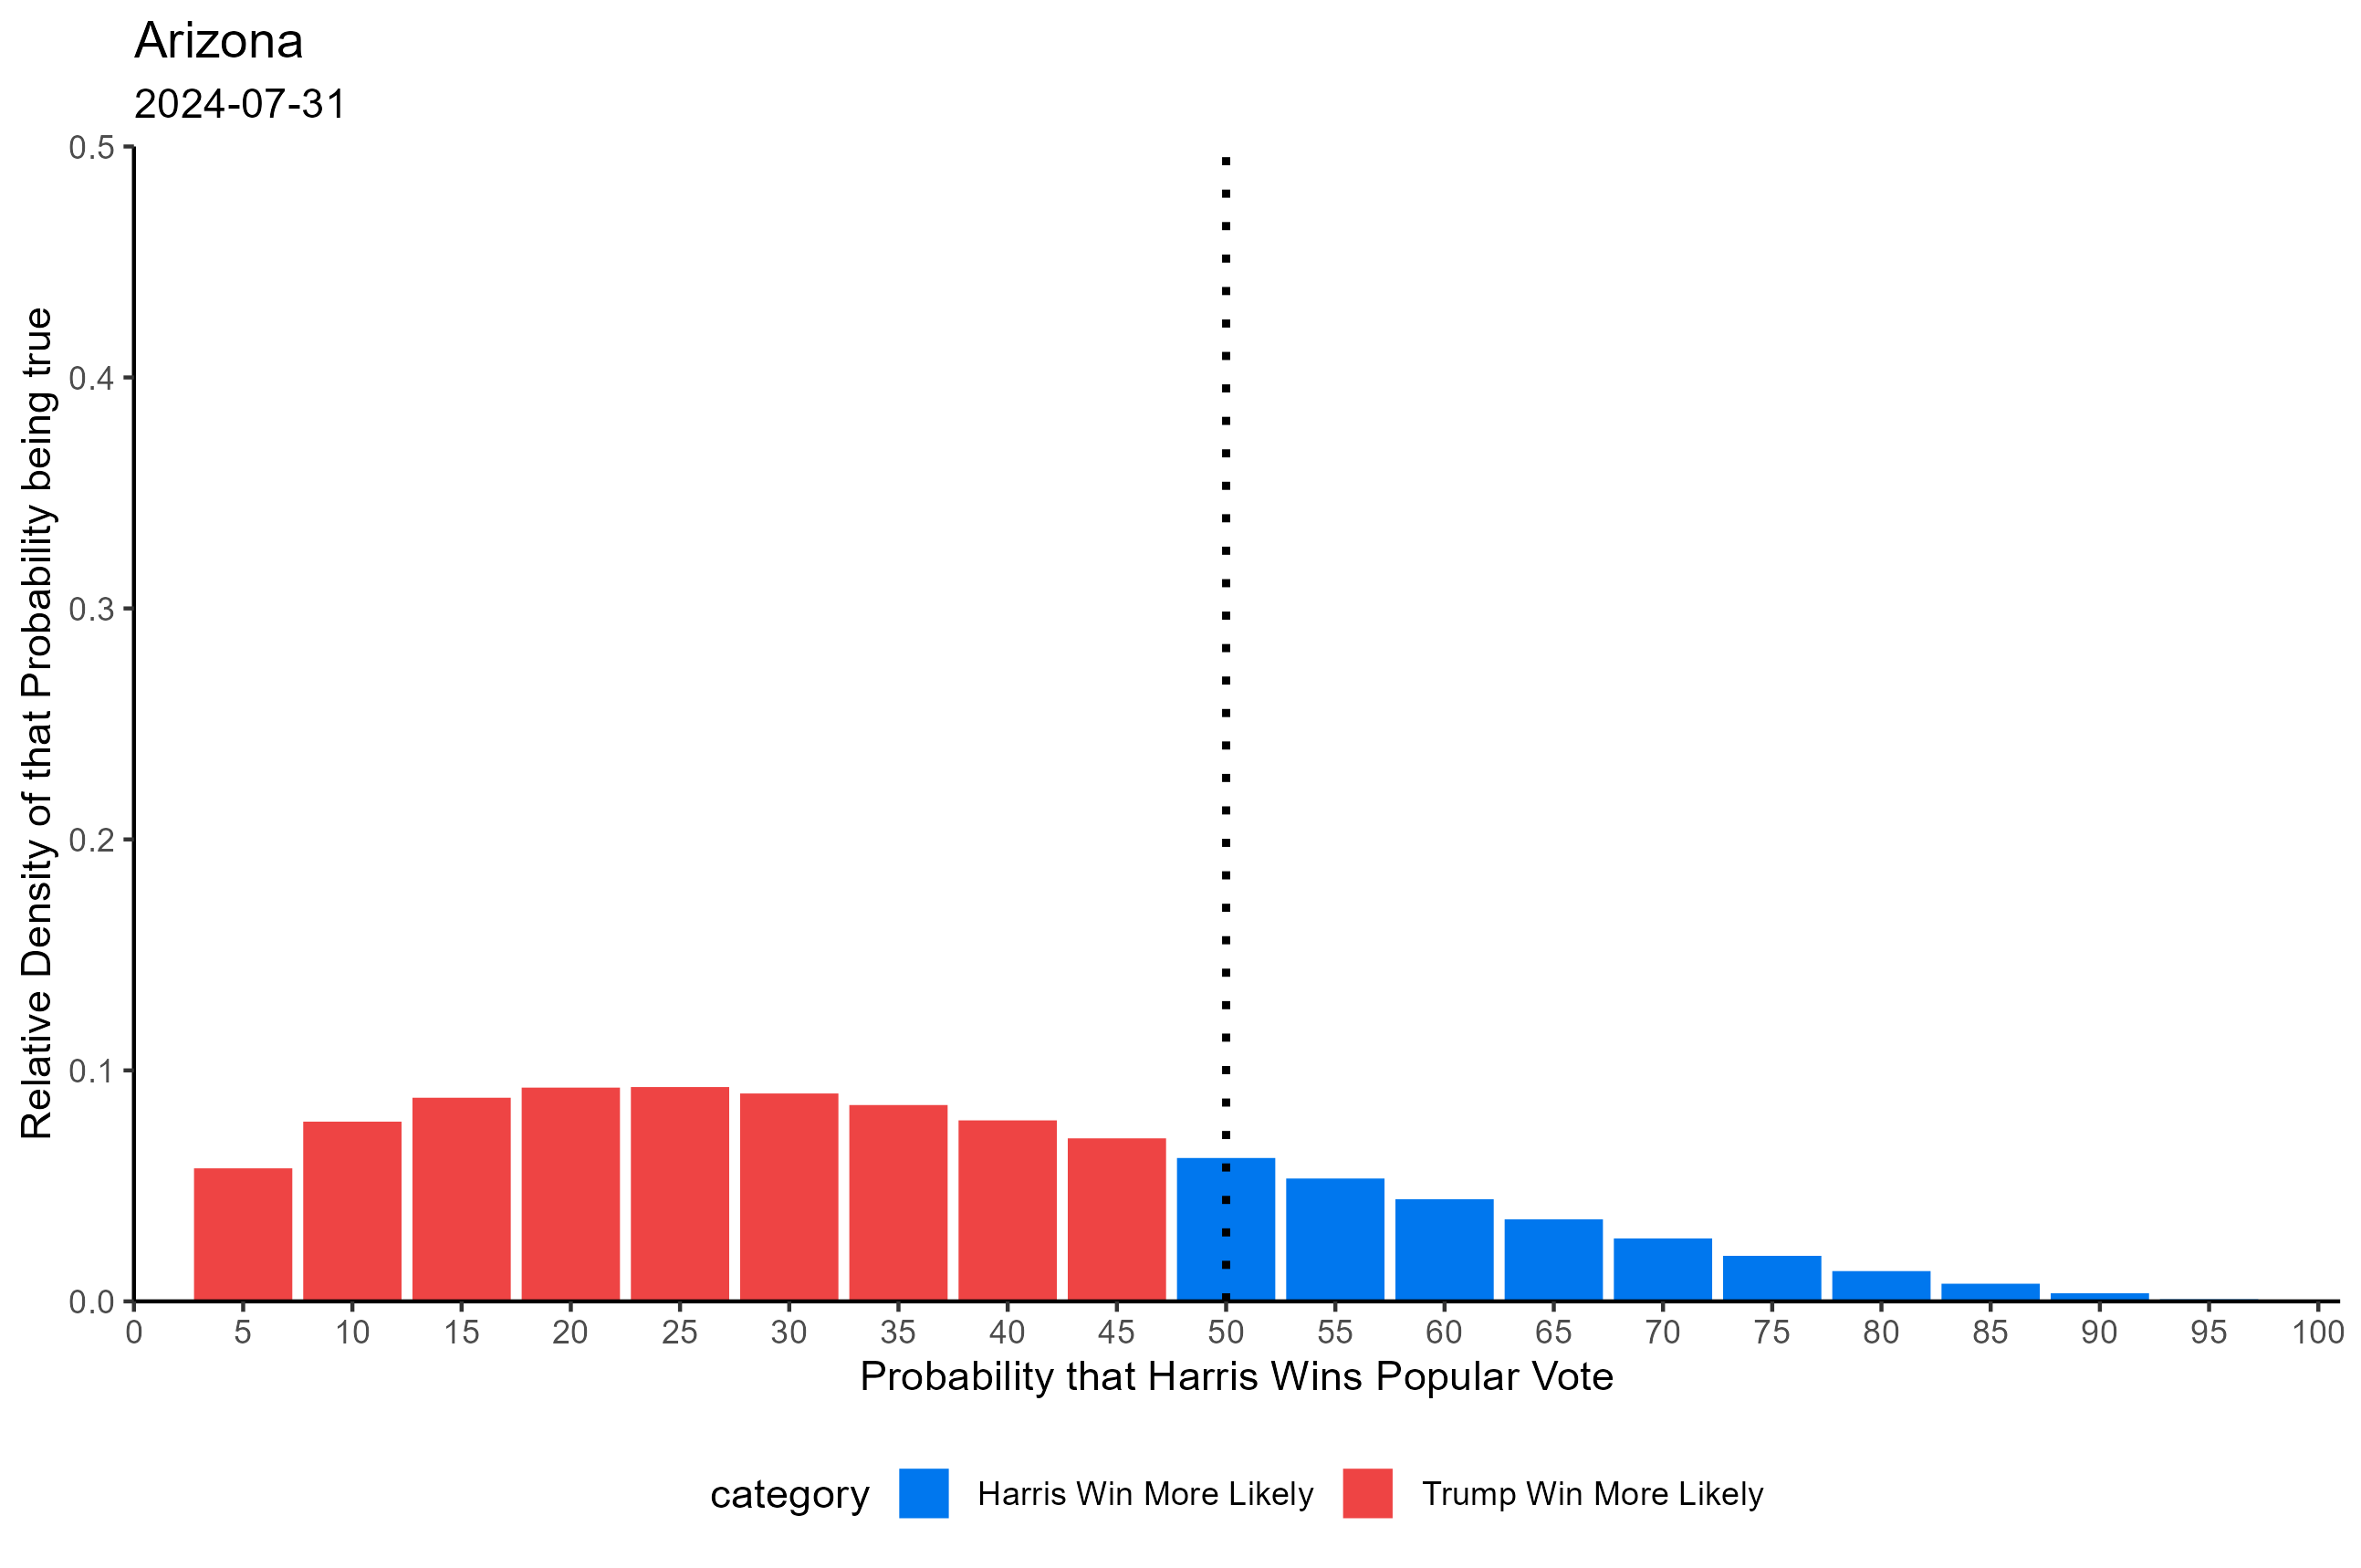 Arizona
2024-07-31
Relative Density of that Probability being true
0.5
0.4
0.3
0.2
0.1
0.0
0 5 10 15 20 25 30 35 40 45 50 55 60 65 70 75 80 85 90 95 100
Probability that Harris Wins Popular Vote
category Harris Win More Likely Trump Win More Likely